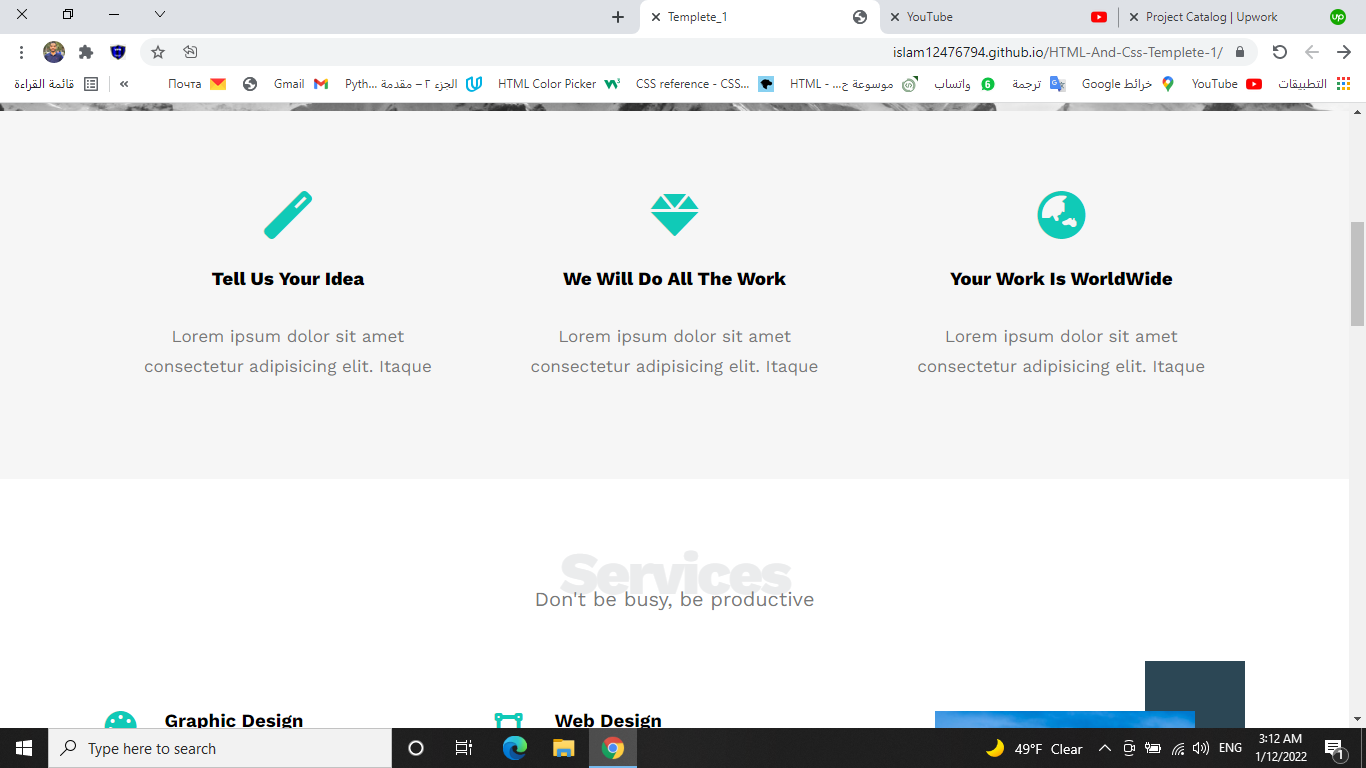 Templete_1
YouTube
Project Catalog | Upwork
up
islam12476794.github.io/HTML-And-Css-Templete-1/
قائمة القراءة
»
Почта
Gmail
الجزء ٢ – مقدمة Pyth...
HTML Color Picker
CSS reference - CSS...
موسوعة ح... - HTML
واتساب
6
ترجمة
خرائط Google
YouTube
التطبيقات
Tell Us Your Idea
We Will Do All The Work
Your Work Is WorldWide
Lorem ipsum dolor sit amet
consectetur adipisicing elit. Itaque
Lorem ipsum dolor sit amet
consectetur adipisicing elit. Itaque
Lorem ipsum dolor sit amet
consectetur adipisicing elit. Itaque
Services
Don't be busy, be productive
Graphic Design
Web Design
Type here to search
49°F Clear
ENG
3:12 AM
1/12/2022
1